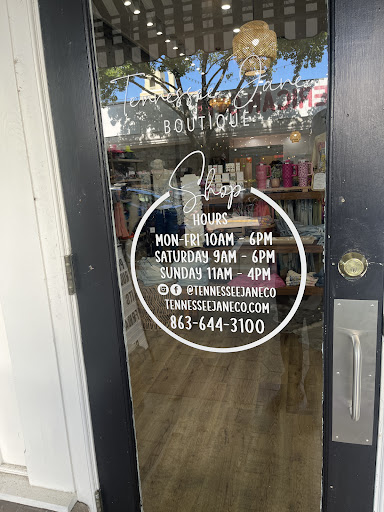 Tennessee Jane
BOUTIQUE
Shop
HOURS
MON-FRI 10AM - 6PM
SATURDAY 9AM - 6PM
SUNDAY 11AM - 4PM
@TENNESSEEJANECO
TENNESSEEJANECO.COM
863-644-3100